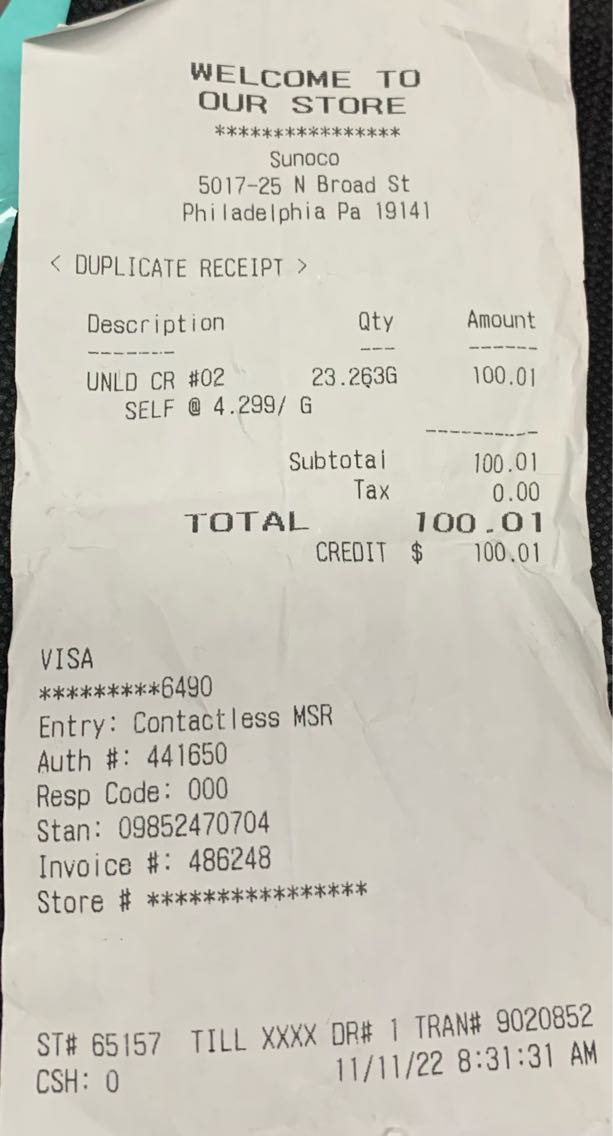 WELCOME TO
OUR STORE
****************
Sunoco
5017-25 N Broad St
Philadelphia Pa 19141
< DUPLICATE RECEIPT >
Description Qty Amount
------- --- ------
UNLD CR #02 23.263G 100.01
SELF @ 4.299/ G
----------
Subtotal 100.01
Tax 0.00
TOTAL 100.01
CREDIT $ 100.01
VISA
*********6490
Entry: Contactless MSR
Auth #: 441650
Resp Code: 000
Stan: 09852470704
Invoice #: 486248
Store # ****************
ST# 65157 TILL XXXX DR# 1 TRAN# 9020852
CSH: 0 11/11/22 8:31:31 AM